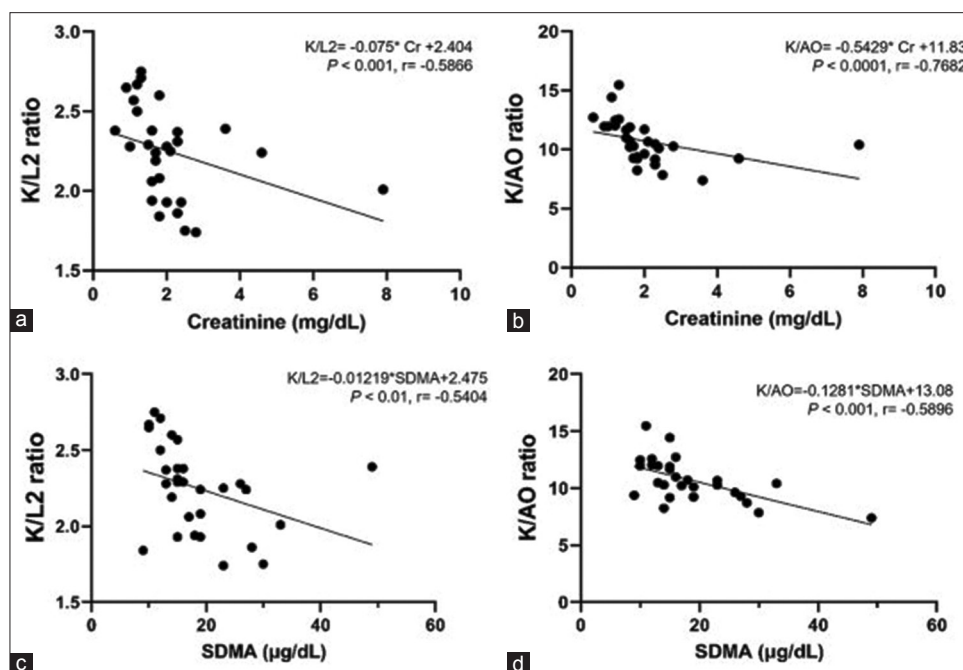 K/L2= -0.075* Cr +2.404
P < 0.001, r= -0.5866
K/L2 ratio
3.0
2.5
2.0
1.5
0 2 4 6 8 10
Creatinine (mg/dL)
a
K/AO= -0.5429* Cr +11.83
P < 0.0001, r= -0.7682
K/AO ratio
20
15
10
5
0
0 2 4 6 8 10
Creatinine (mg/dL)
b
K/L2=-0.01219*SDMA+2.475
P < 0.01, r= -0.5404
K/L2 ratio
3.0
2.5
2.0
1.5
0 20 40 60
SDMA (µg/dL)
c
K/AO=-0.1281*SDMA+13.08
P < 0.001, r= -0.5896
K/AO ratio
20
15
10
5
0
0 20 40 60
SDMA (µg/dL)
d